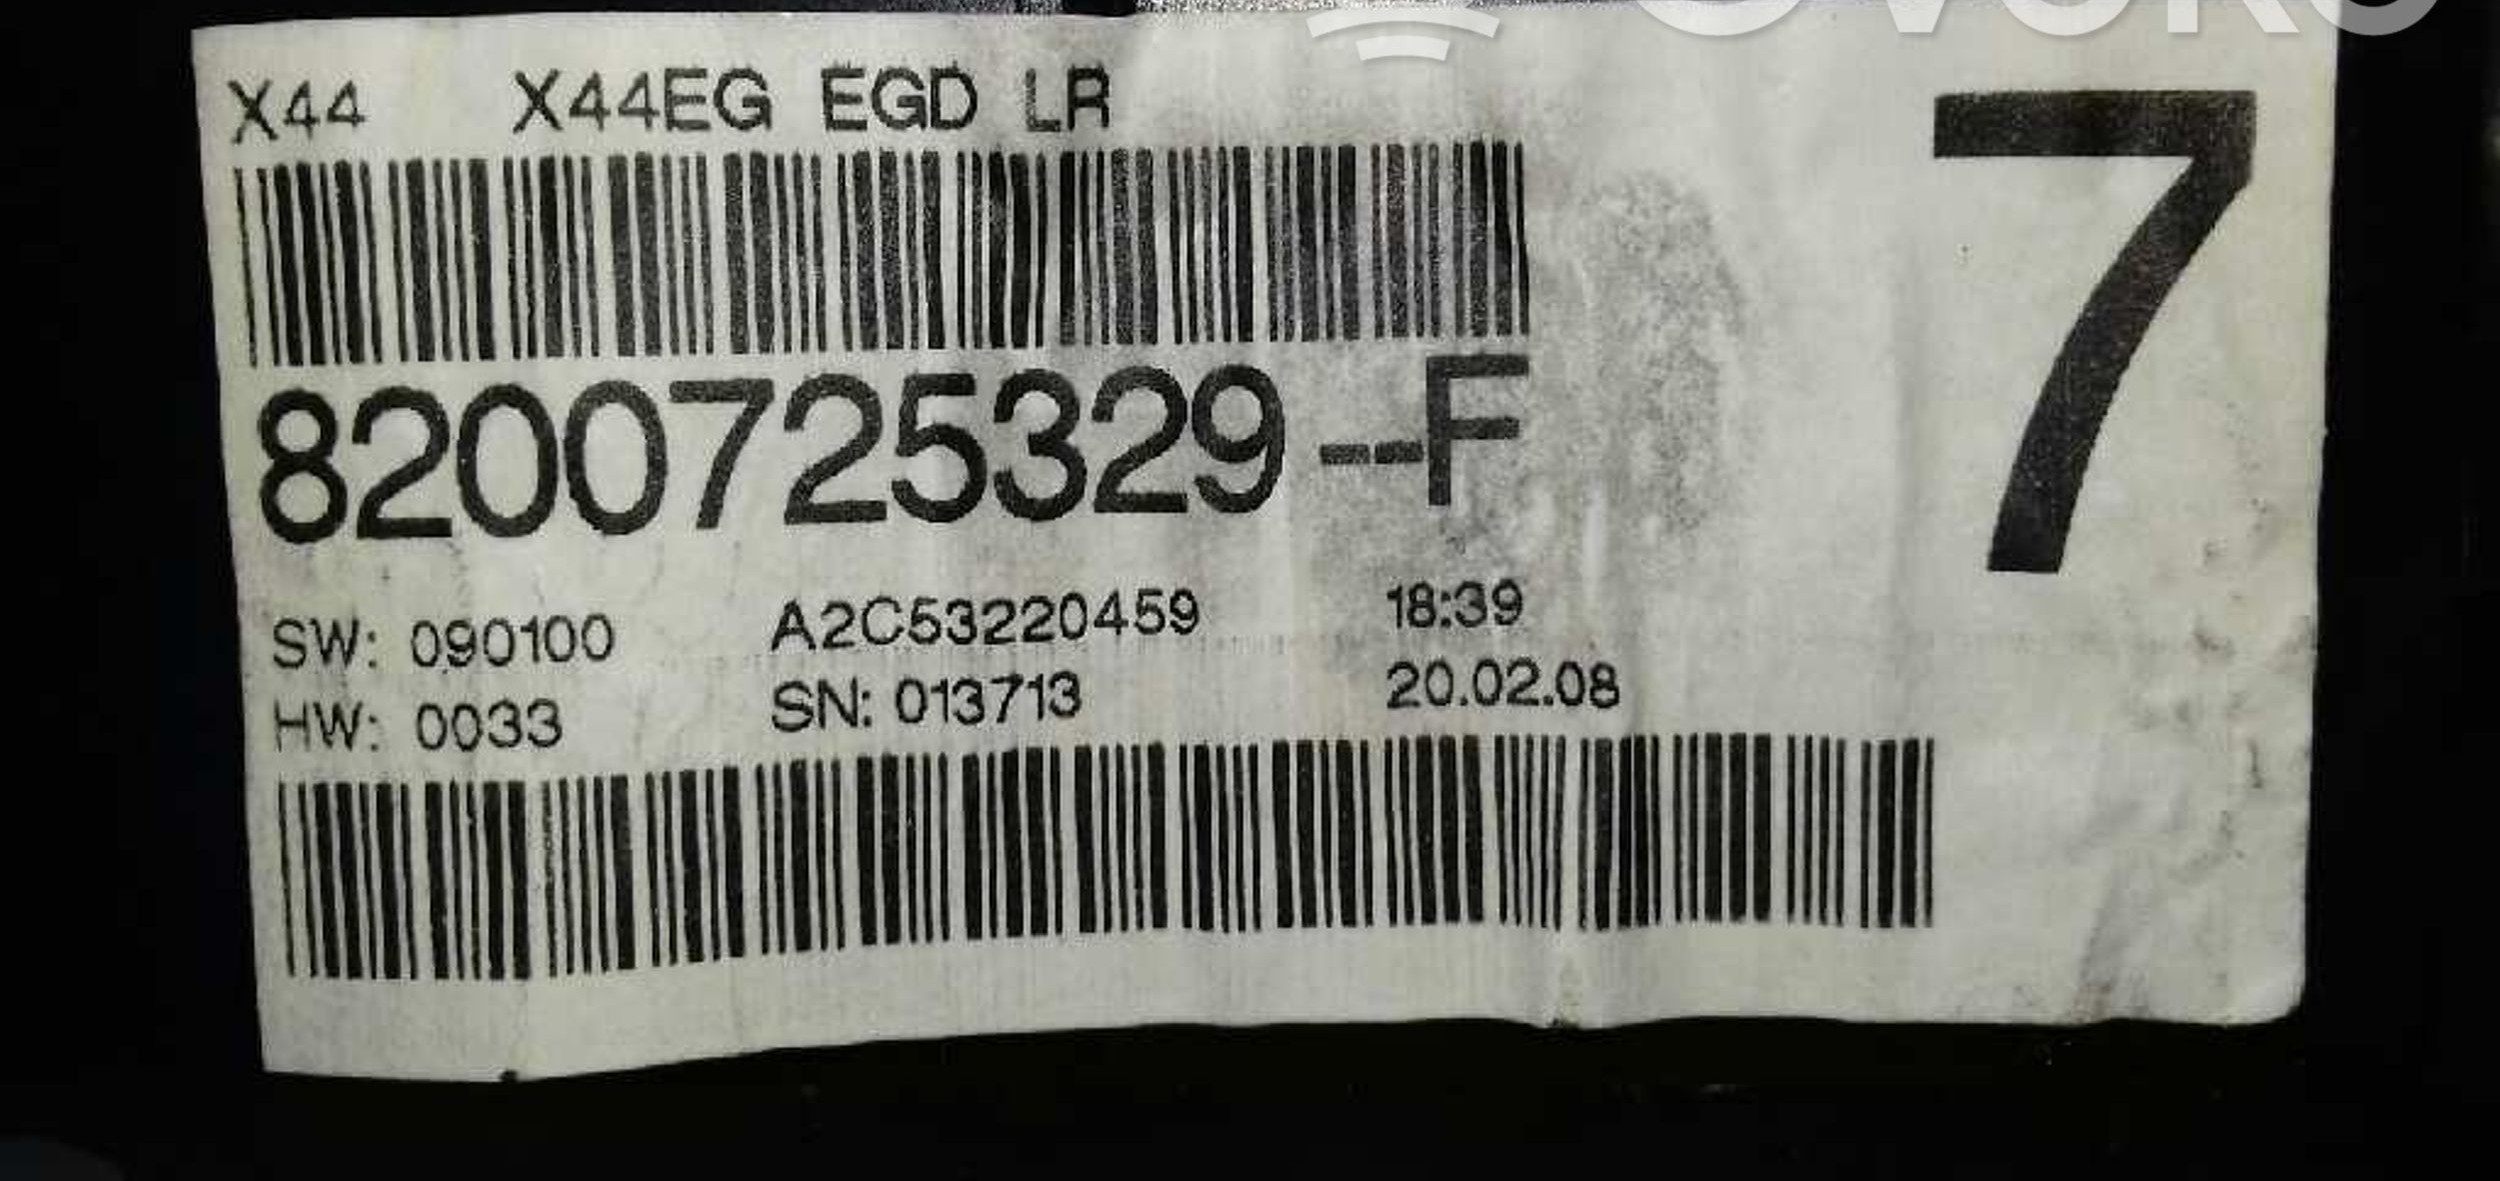 X44 X44EG EGD LR
7
8200725329--F
SW: 090100 A2C53220459 18:39
HW: 0033 SN: 013713 20.02.08